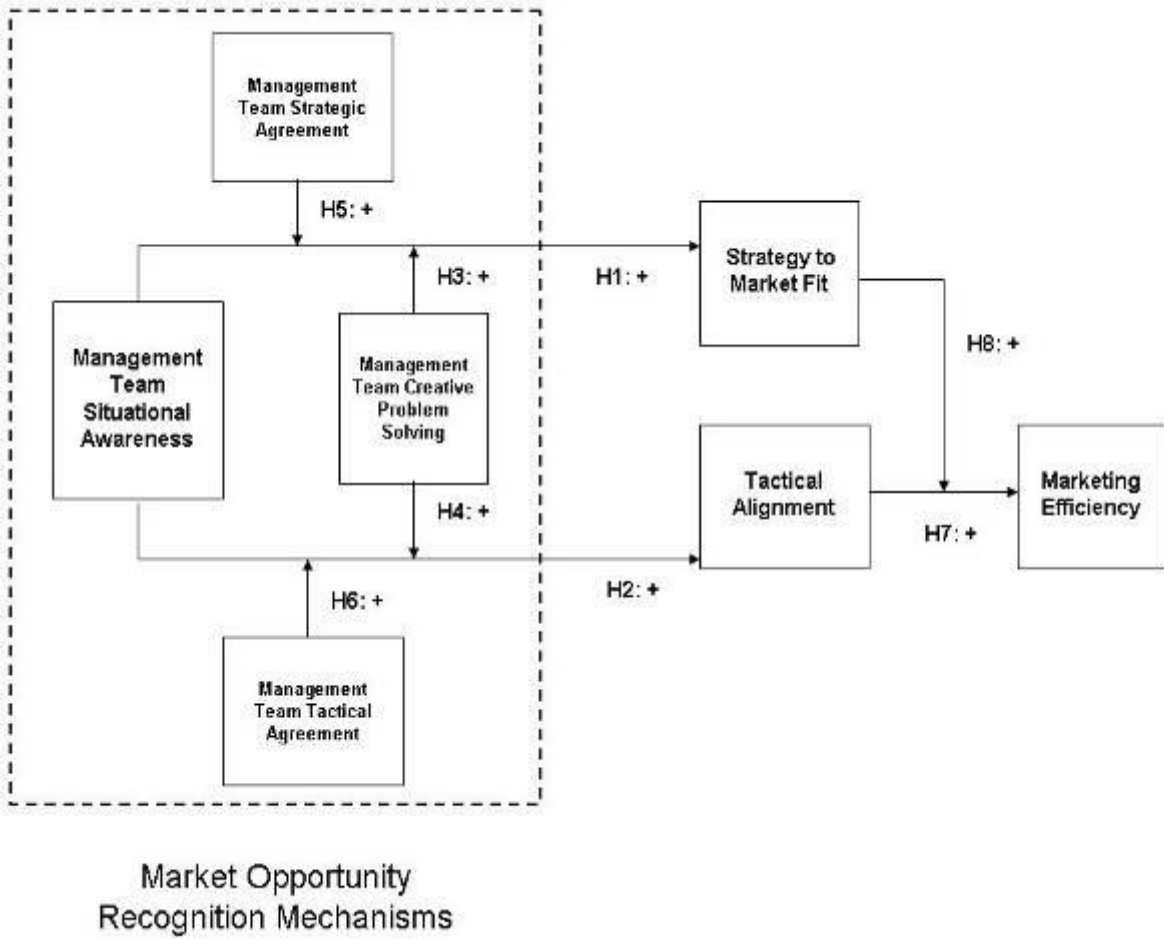 Management
Team Strategic
Agreement
H5: +
H3: +
H1: +
Strategy to
Market Fit
H8: +
Management
Team
Situational
Awareness
Management
Team Creative
Problem
Solving
H4: +
Tactical
Alignment
H7: +
Marketing
Efficiency
H2: +
H6: +
Management
Team Tactical
Agreement
Market Opportunity
Recognition Mechanisms